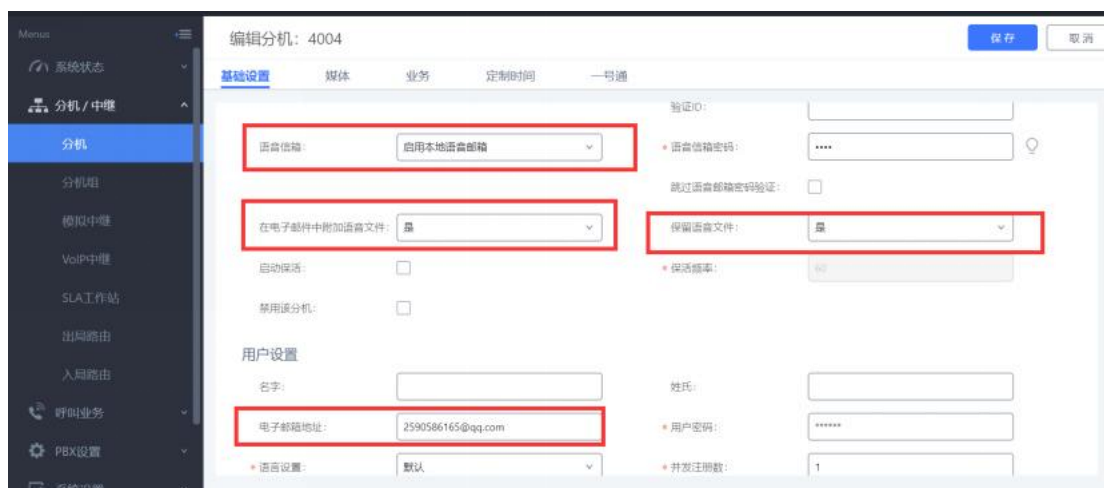 Menus
编辑分机：4004
保存
取消
系统状态
基础设置
媒体
业务
定制时间
一号通
分机/中继
验证ID：
分机
语音信箱：
启用本地语音邮箱
* 语音信箱密码：
••••
分机组
跳过语音邮箱密码验证：
模拟中继
在电子邮件中附加语音文件：
是
保留语音文件：
是
VoIP中继
启动保活：
* 保活频率：
60
SLA工作站
禁用该分机：
出局路由
用户设置
入局路由
名字：
姓氏：
呼叫业务
电子邮箱地址：
2590586165@qq.com
* 用户密码：
******
PBX设置
* 语言设置：
默认
* 并发注册数：
1
系统设置